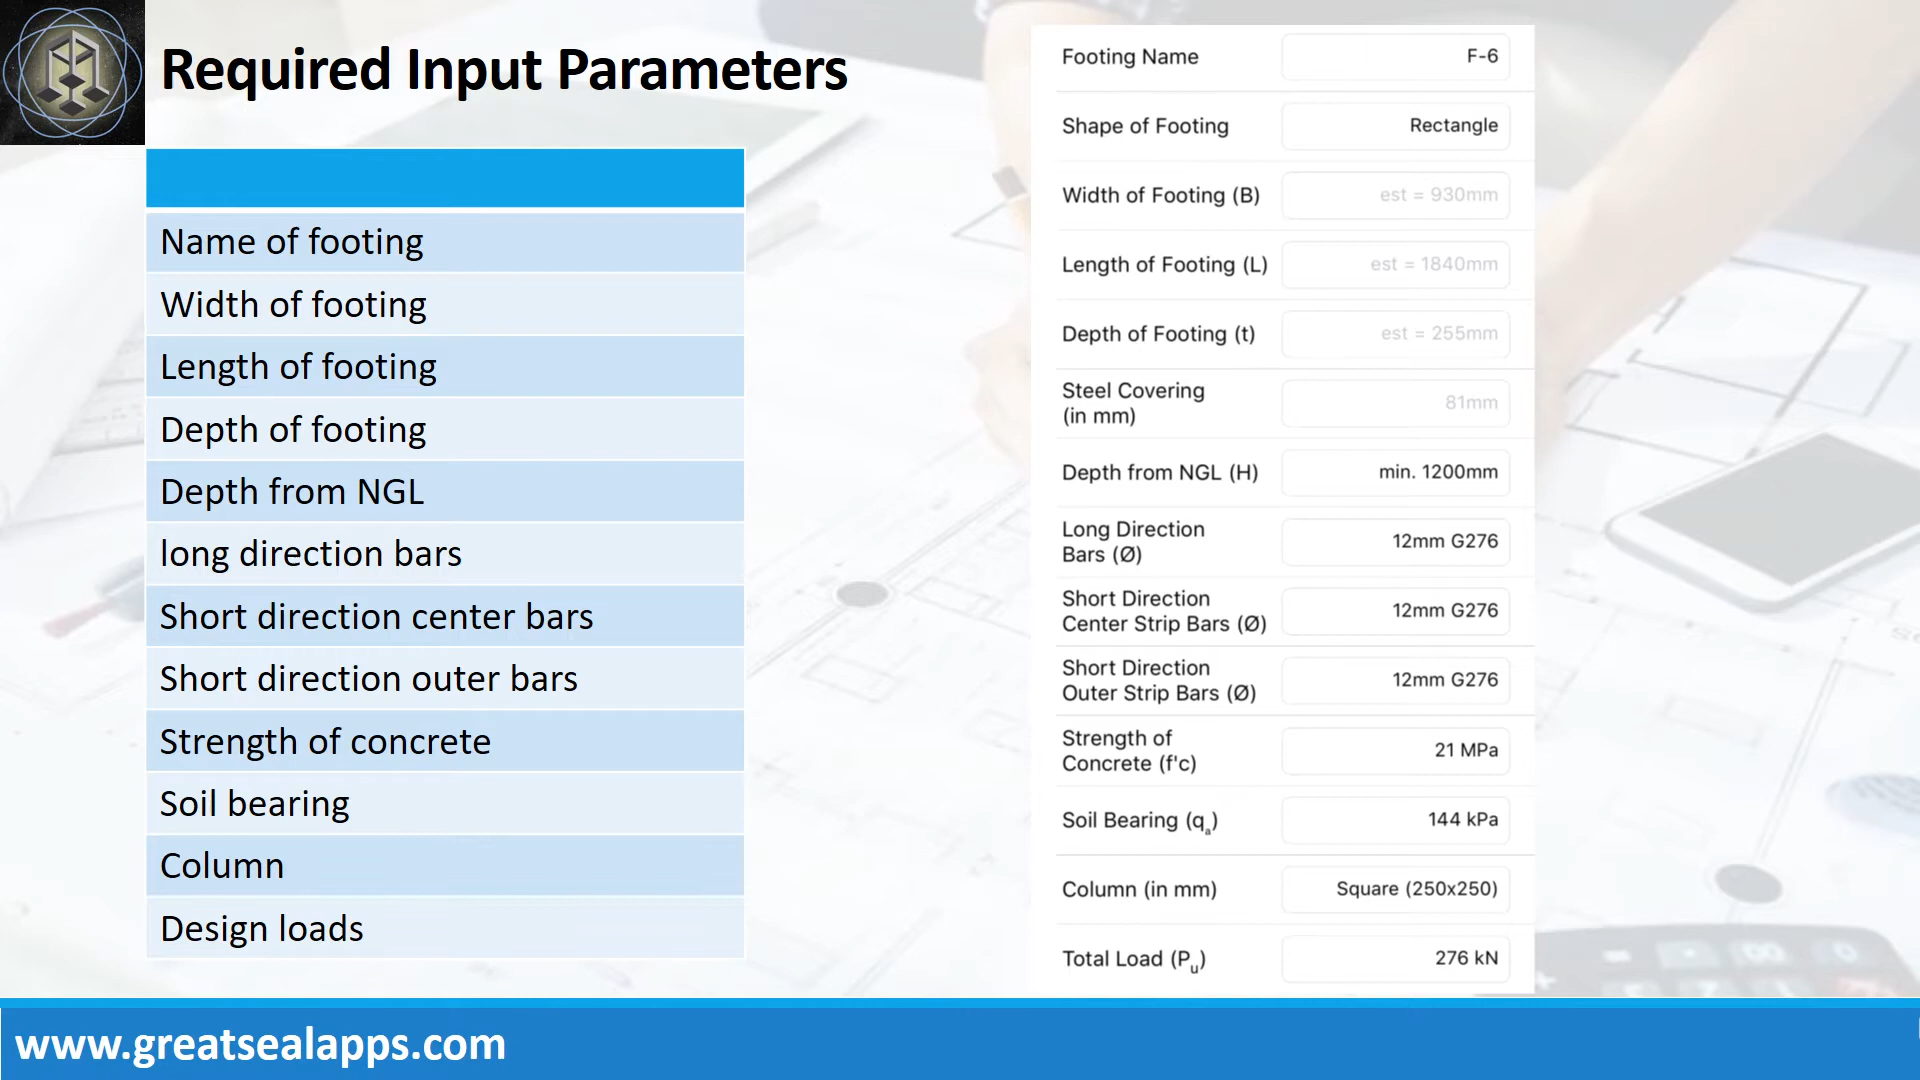 Required Input Parameters
Name of footing
Width of footing
Length of footing
Depth of footing
Depth from NGL
long direction bars
Short direction center bars
Short direction outer bars
Strength of concrete
Soil bearing
Column
Design loads
Footing Name F-6
Shape of Footing Rectangle
Width of Footing (B) est = 930mm
Length of Footing (L) est = 1840mm
Depth of Footing (t) est = 255mm
Steel Covering
(in mm) 81mm
Depth from NGL (H) min. 1200mm
Long Direction
Bars (Ø) 12mm G276
Short Direction
Center Strip Bars (Ø) 12mm G276
Short Direction
Outer Strip Bars (Ø) 12mm G276
Strength of
Concrete (f'c) 21 MPa
Soil Bearing (qa) 144 kPa
Column (in mm) Square (250x250)
Total Load (Pu) 276 kN
www.greatsealapps.com